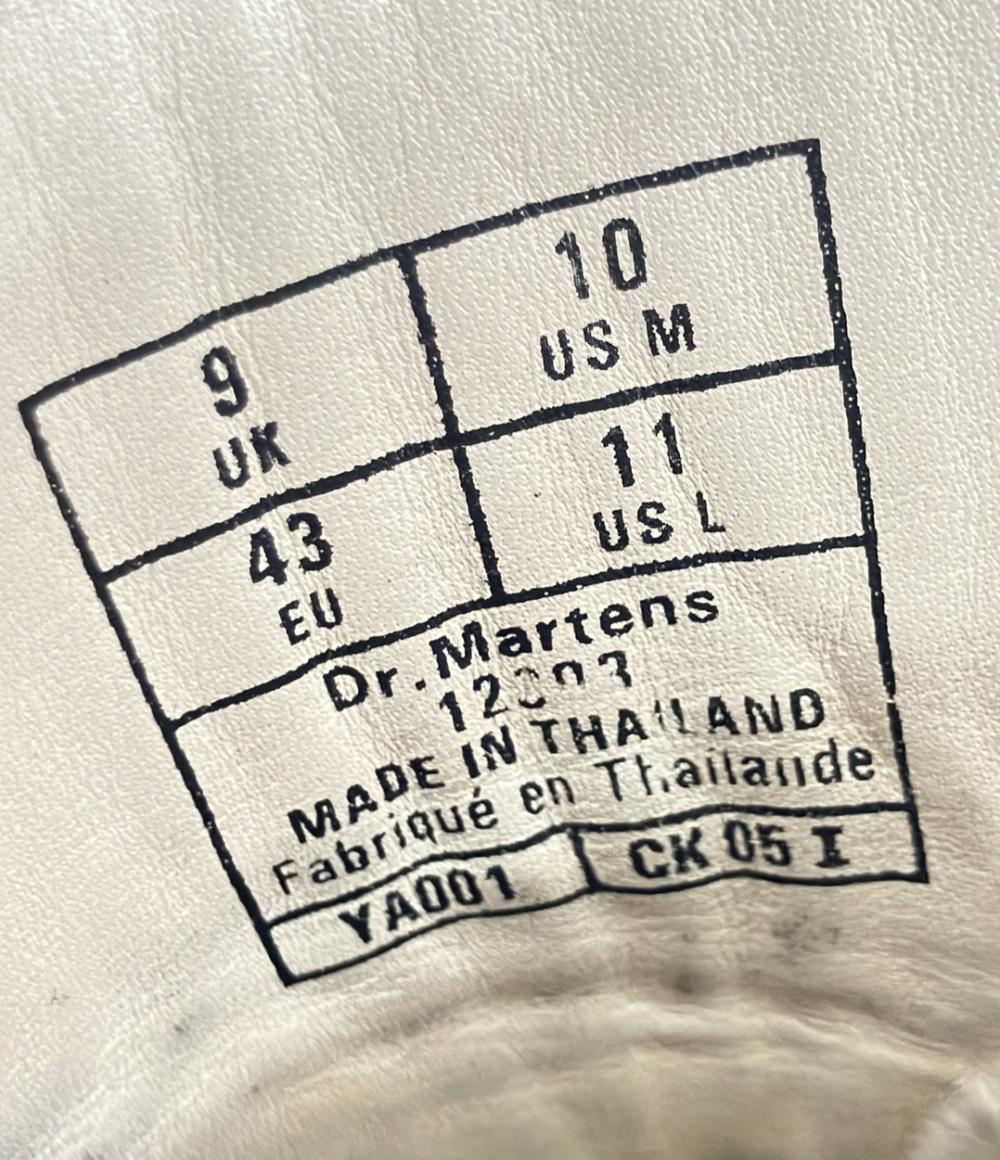 9
UK
10
US M
43
EU
11
US L
Dr. Martens
MADE IN THAILAND
Fabriqué en Thaïlande
YA001
CK 05 I